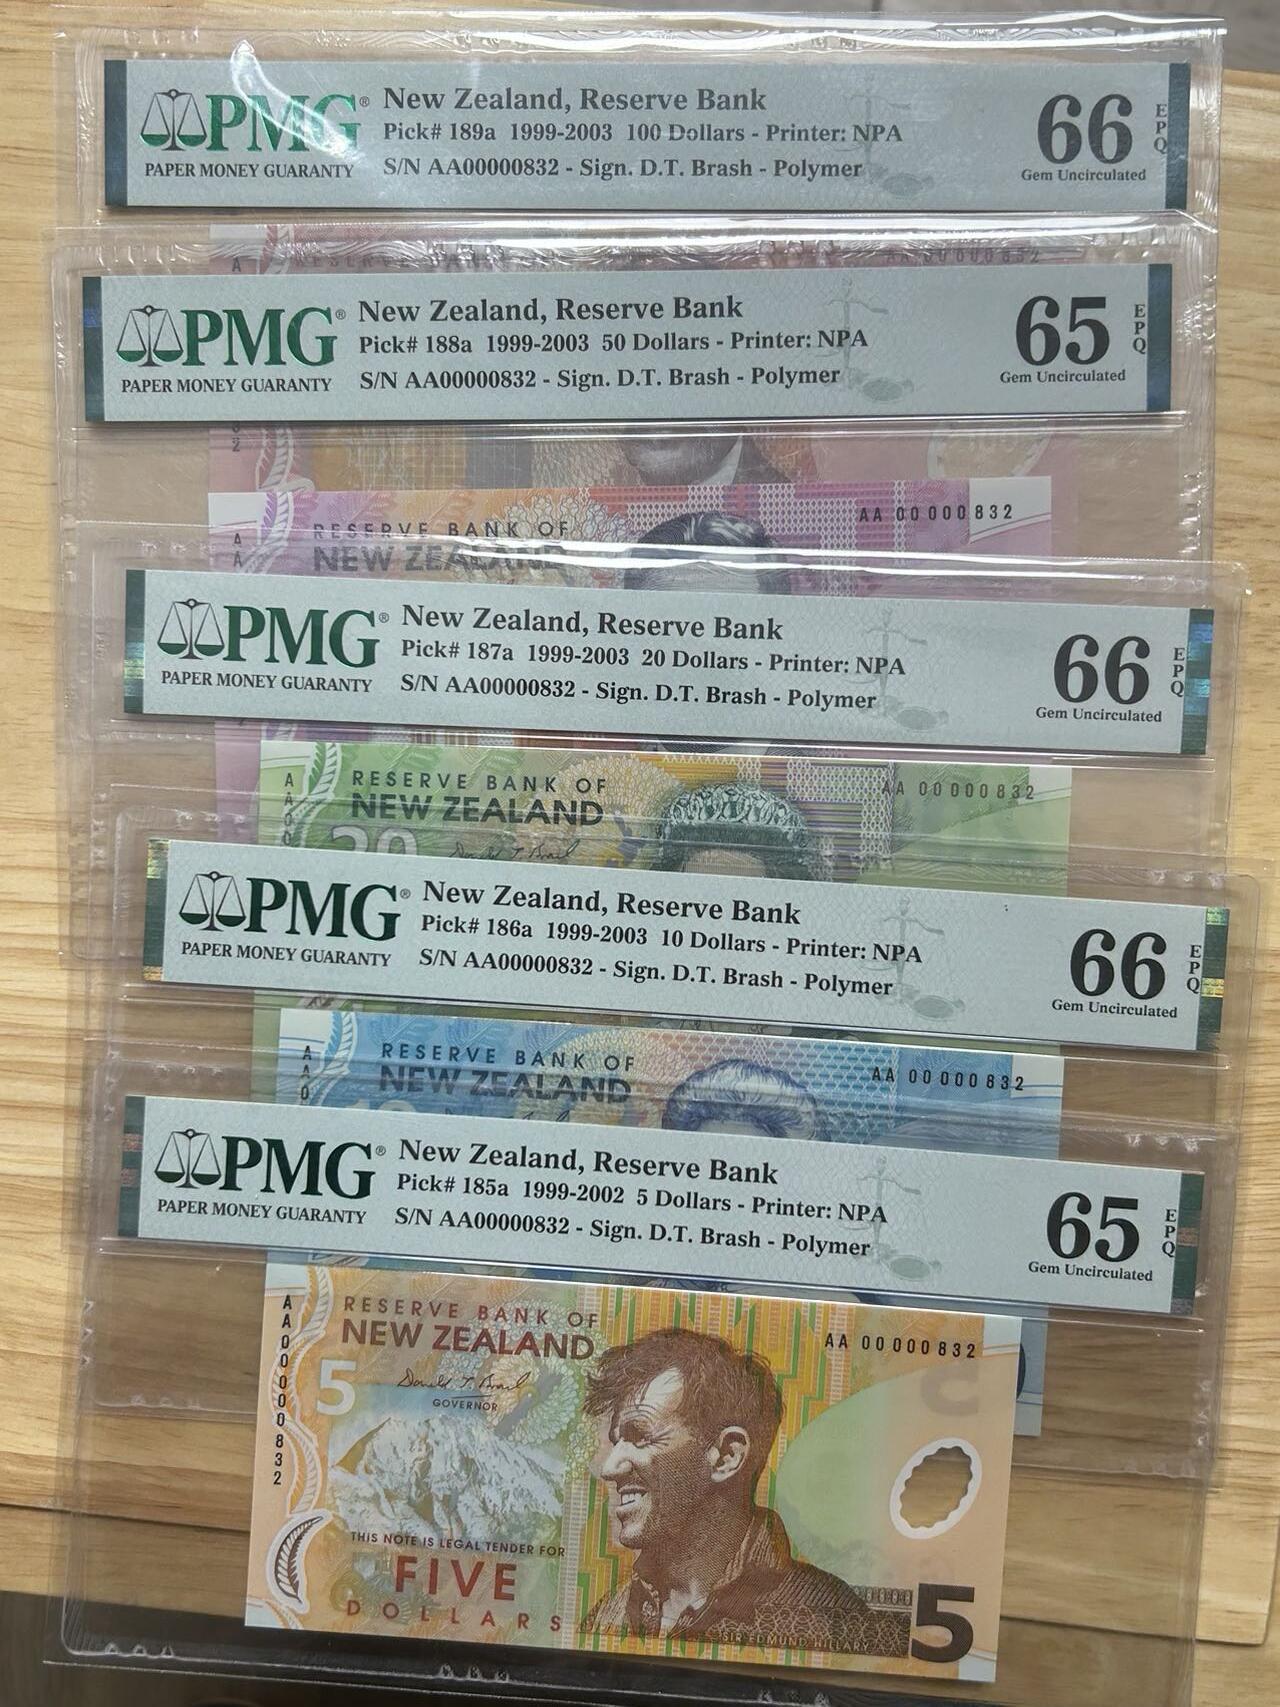 PMG®
PAPER MONEY GUARANTY
New Zealand, Reserve Bank
Pick# 189a 1999-2003 100 Dollars - Printer: NPA
S/N AA00000832 - Sign. D.T. Brash - Polymer
66
EPQ
Gem Uncirculated
AA 00000832
PMG®
PAPER MONEY GUARANTY
New Zealand, Reserve Bank
Pick# 188a 1999-2003 50 Dollars - Printer: NPA
S/N AA00000832 - Sign. D.T. Brash - Polymer
65
EPQ
Gem Uncirculated
RESERVE BANK OF
NEW ZEALAND
AA 00000832
PMG®
PAPER MONEY GUARANTY
New Zealand, Reserve Bank
Pick# 187a 1999-2003 20 Dollars - Printer: NPA
S/N AA00000832 - Sign. D.T. Brash - Polymer
66
EPQ
Gem Uncirculated
RESERVE BANK OF
NEW ZEALAND
20
AA 00000832
PMG®
PAPER MONEY GUARANTY
New Zealand, Reserve Bank
Pick# 186a 1999-2003 10 Dollars - Printer: NPA
S/N AA00000832 - Sign. D.T. Brash - Polymer
66
EPQ
Gem Uncirculated
RESERVE BANK OF
NEW ZEALAND
AA 00000832
PMG®
PAPER MONEY GUARANTY
New Zealand, Reserve Bank
Pick# 185a 1999-2002 5 Dollars - Printer: NPA
S/N AA00000832 - Sign. D.T. Brash - Polymer
65
EPQ
Gem Uncirculated
AA00000832
RESERVE BANK OF
NEW ZEALAND
AA 00000832
5
Donald T. Brash
GOVERNOR
THIS NOTE IS LEGAL TENDER FOR
FIVE
DOLLARS
SIR EDMUND HILLARY
5